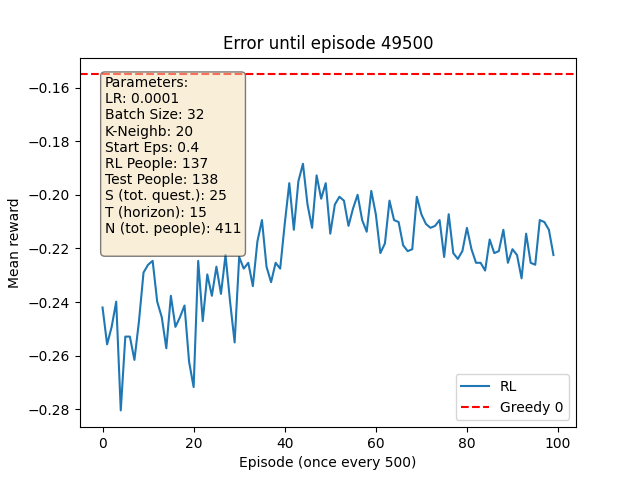 Error until episode 49500
Mean reward
−0.16
−0.18
−0.20
−0.22
−0.24
−0.26
−0.28
Parameters:
LR: 0.0001
Batch Size: 32
K-Neighb: 20
Start Eps: 0.4
RL People: 137
Test People: 138
S (tot. quest.): 25
T (horizon): 15
N (tot. people): 411
RL
Greedy 0
0
20
40
60
80
100
Episode (once every 500)